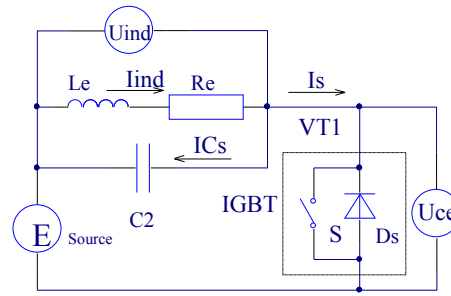 Uind
Le
Iind
Re
Is
VT1
ICs
C2
IGBT
E
Source
S
Ds
Uce